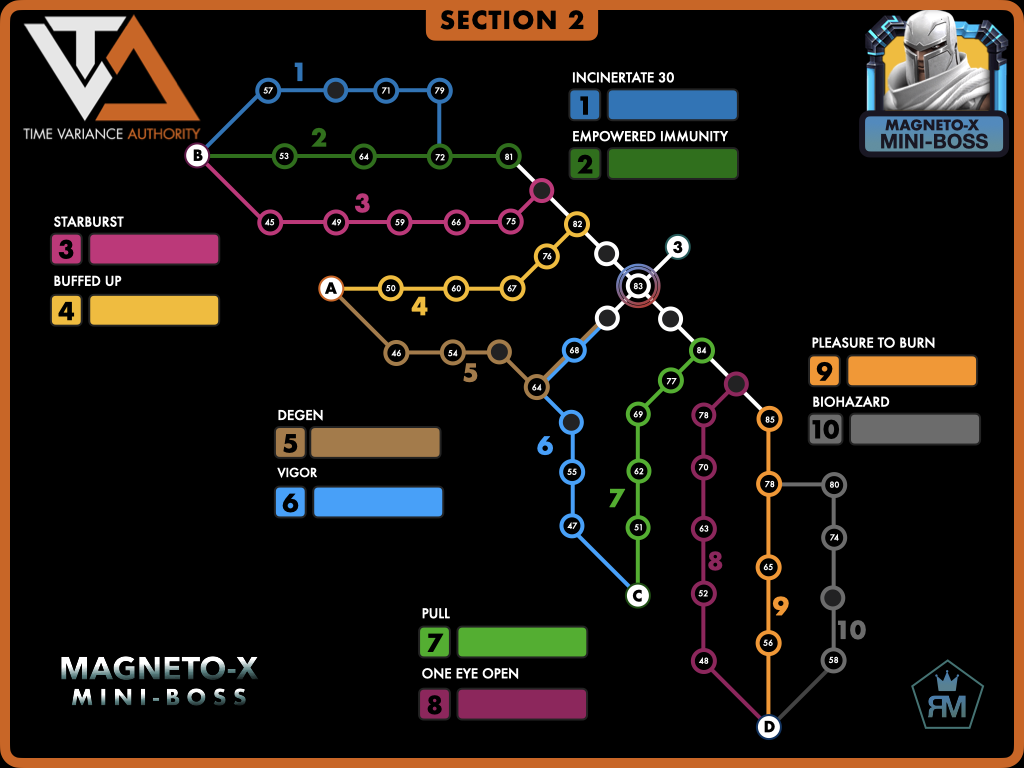 SECTION 2
TVA
TIME VARIANCE AUTHORITY
MAGNETO-X
MINI-BOSS
INCINERTATE 30
1
EMPOWERED IMMUNITY
2
STARBURST
3
BUFFED UP
4
DEGEN
5
VIGOR
6
PULL
7
ONE EYE OPEN
8
PLEASURE TO BURN
9
BIOHAZARD
10
1
57 71 79
B
2
53 64 72 81
3
45 49 59 66 75
82
76
3
83
A
50 60 67
4
46 54
5
64
68
84
77
6
55
47
69
62
7
51
C
78
70
63
8
52
48
85
78 80
74
65
9
56
10
58
D
MAGNETO-X
MINI-BOSS
RM